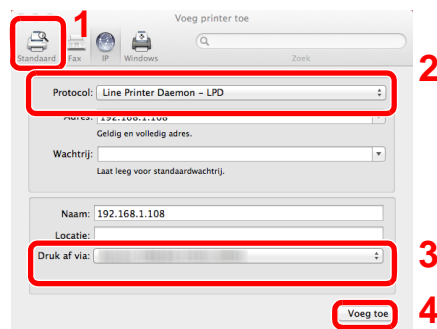 Voeg printer toe
1
Standaard Fax IP Windows Zoek
2
Protocol: Line Printer Daemon – LPD
Adres: 192.168.1.108
Geldig en volledig adres.
Wachtrij:
Laat leeg voor standaardwachtrij.
Naam: 192.168.1.108
Locatie:
Druk af via:
3
Voeg toe
4